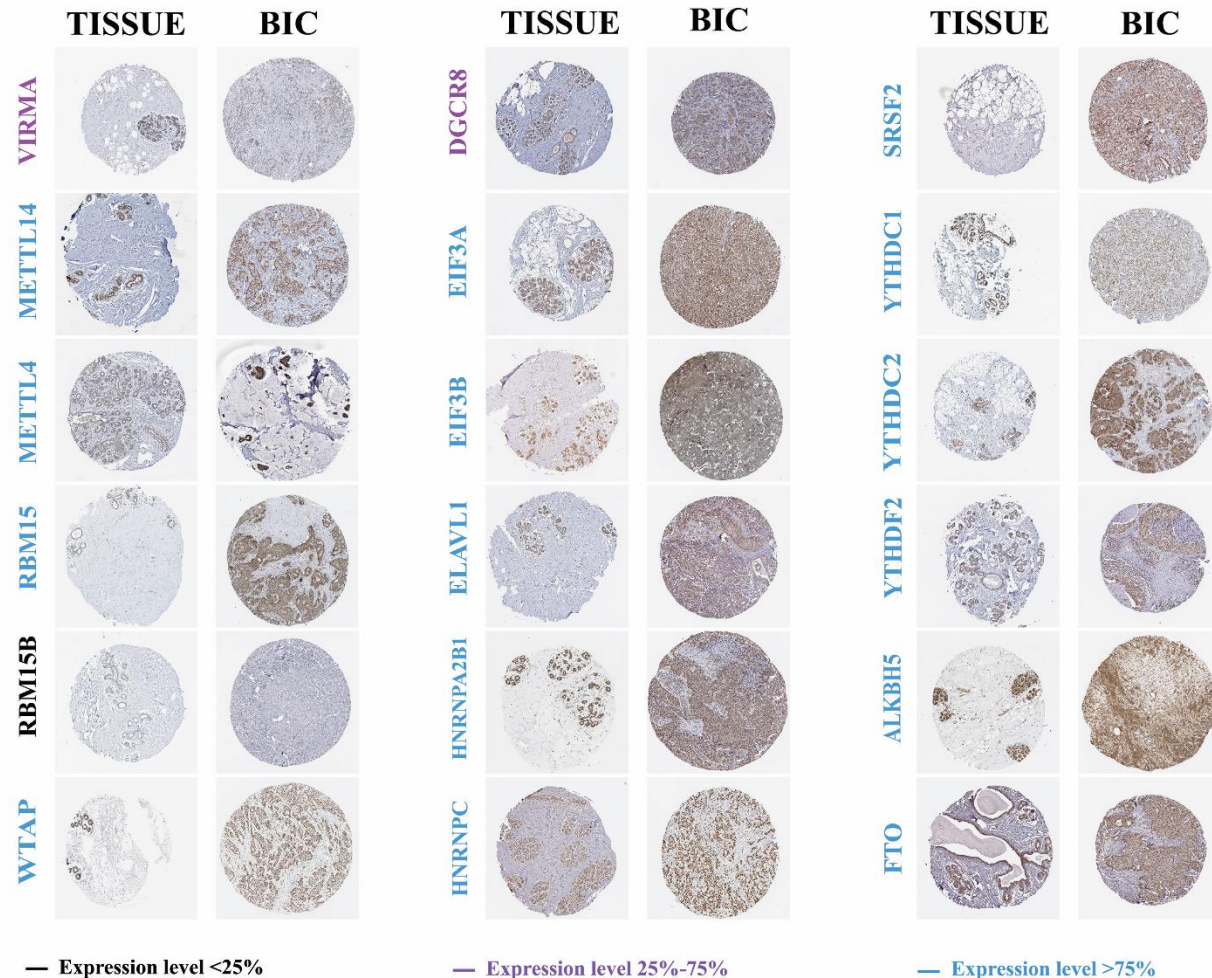 TISSUE BIC TISSUE BIC TISSUE BIC
VIRMA DGCR8 SRSF2
METTL14 EIF3A YTHDC1
METTL4 EIF3B YTHDC2
RBM15 ELAVL1 YTHDF2
RBM15B HNRNPA2B1 ALKBH5
WTAP HNRNPC FTO
— Expression level <25% — Expression level 25%-75% — Expression level >75%